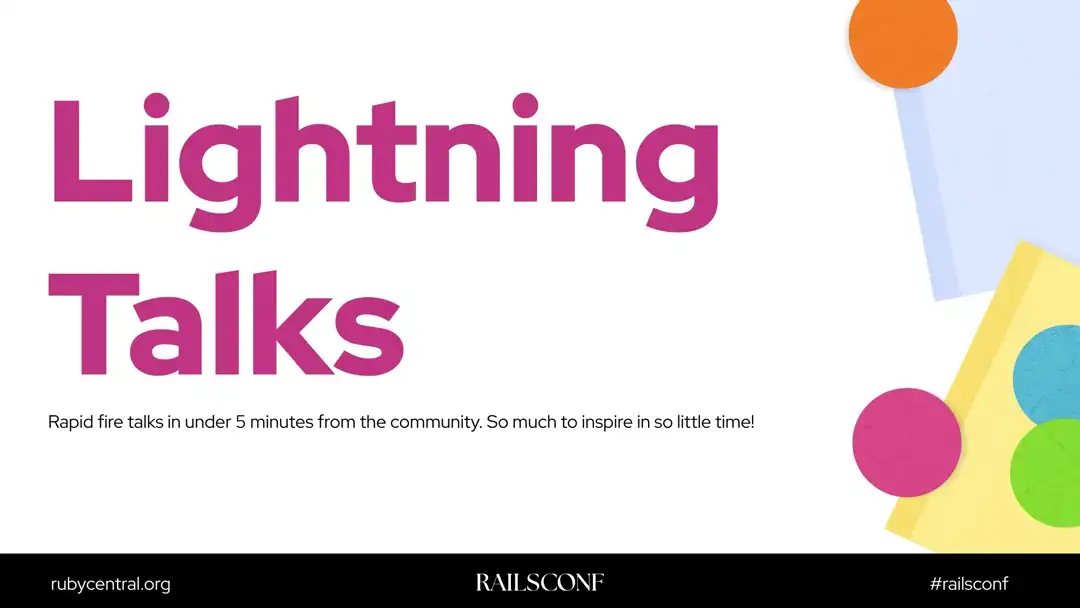 Lightning
Talks
Rapid fire talks in under 5 minutes from the community. So much to inspire in so little time!
rubycentral.org
RAILSCONF
#railsconf